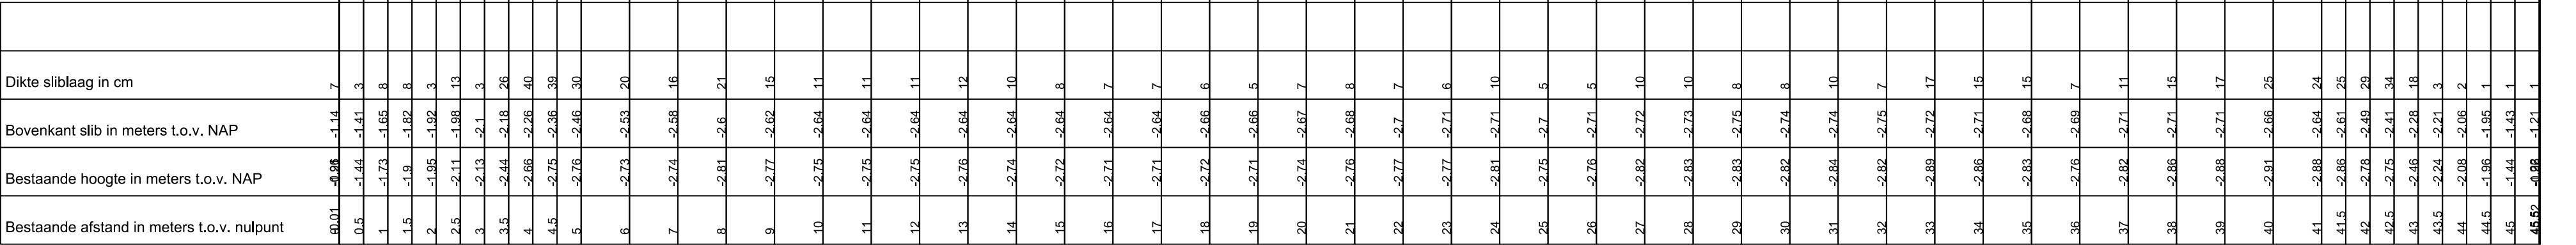 Dikte sliblaag in cm 7 3 8 8 3 13 3 26 40 39 30 20 16 21 15 11 11 11 12 10 8 7 7 6 5 7 8 7 6 10 5 5 10 10 8 8 10 7 17 15 15 7 11 15 17 25 24 25 29 34 18 3 2 1 1 1
Bovenkant slib in meters t.o.v. NAP -1.14 -1.41 -1.65 -1.82 -1.92 -1.98 -2.1 -2.18 -2.26 -2.36 -2.46 -2.53 -2.58 -2.6 -2.62 -2.64 -2.64 -2.64 -2.64 -2.64 -2.64 -2.64 -2.64 -2.66 -2.66 -2.67 -2.68 -2.7 -2.71 -2.71 -2.7 -2.71 -2.72 -2.73 -2.75 -2.74 -2.74 -2.75 -2.72 -2.71 -2.68 -2.69 -2.71 -2.71 -2.71 -2.66 -2.64 -2.61 -2.49 -2.41 -2.28 -2.21 -2.06 -1.95 -1.43 -1.21
Bestaande hoogte in meters t.o.v. NAP -1.44 -1.73 -1.9 -1.95 -2.11 -2.13 -2.44 -2.66 -2.75 -2.76 -2.73 -2.74 -2.81 -2.77 -2.75 -2.75 -2.75 -2.76 -2.74 -2.72 -2.71 -2.71 -2.72 -2.71 -2.74 -2.76 -2.77 -2.77 -2.81 -2.75 -2.76 -2.82 -2.83 -2.83 -2.82 -2.84 -2.82 -2.89 -2.86 -2.83 -2.76 -2.82 -2.86 -2.88 -2.91 -2.88 -2.86 -2.78 -2.75 -2.46 -2.24 -2.08 -1.96 -1.44
Bestaande afstand in meters t.o.v. nulpunt 0.5 1 1.5 2 2.5 3 3.5 4 4.5 5 6 7 8 9 10 11 12 13 14 15 16 17 18 19 20 21 22 23 24 25 26 27 28 29 30 31 32 33 34 35 36 37 38 39 40 41 41.5 42 42.5 43 43.5 44 44.5 45